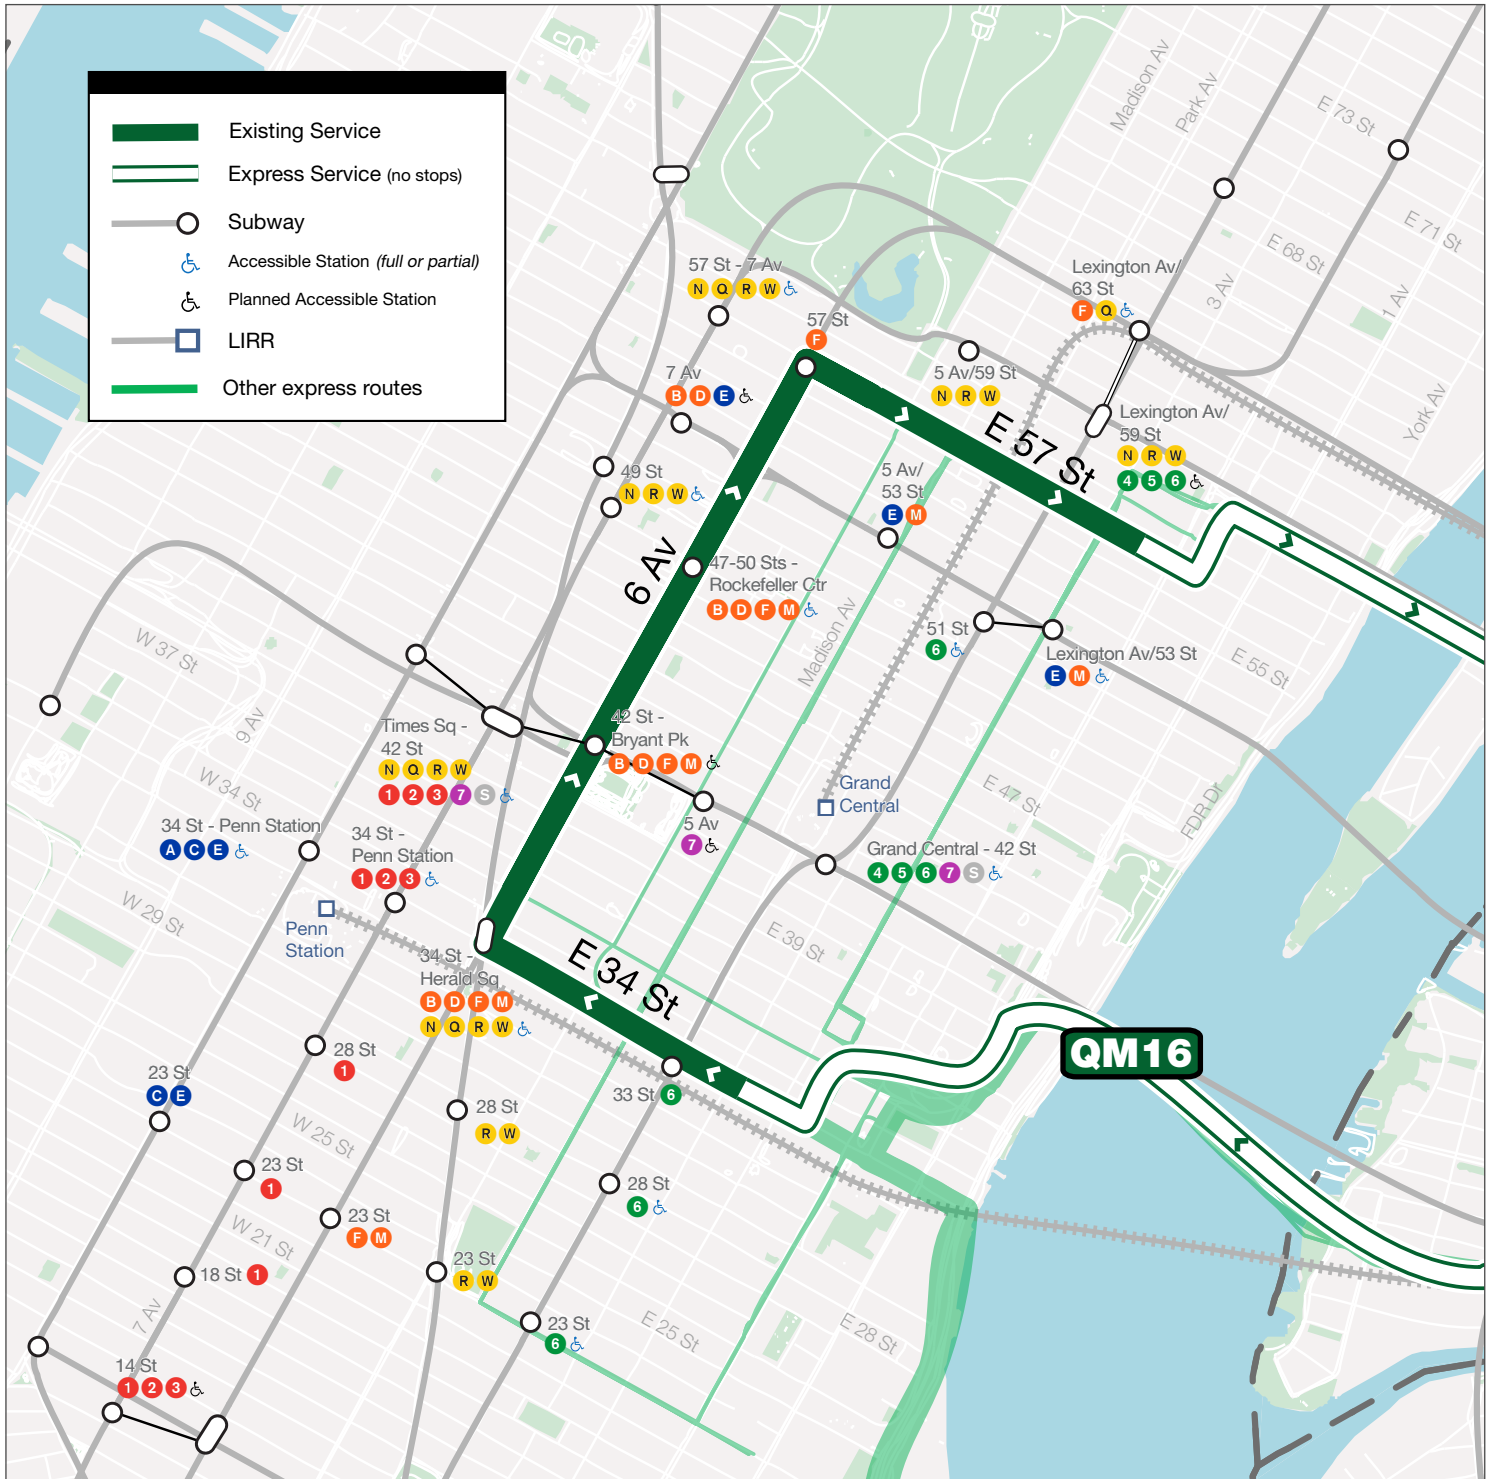 Existing Service
Express Service (no stops)
Subway
Accessible Station (full or partial)
Planned Accessible Station
LIRR
Other express routes
Madison Av
Park Av
E 73 St
E 71 St
E 68 St
3 Av
1 Av
York Av
57 St - 7 Av
N Q R W
57 St
F
Lexington Av/
63 St
F Q
7 Av
B D E
5 Av/59 St
N R W
Lexington Av/
59 St
N R W
4 5 6
E 57 St
49 St
N R W
5 Av/
53 St
E M
6 Av
47-50 Sts -
Rockefeller Ctr
B D F M
Madison Av
51 St
6
Lexington Av/53 St
E M
E 55 St
W 37 St
9 Av
W 34 St
Times Sq -
42 St
N Q R W
1 2 3 7 S
42 St -
Bryant Pk
B D F M
5 Av
7
Grand
Central
E 47 St
FDR Dr
34 St - Penn Station
A C E
34 St -
Penn Station
1 2 3
Grand Central - 42 St
4 5 6 7 S
W 29 St
Penn
Station
34 St -
Herald Sq
B D F M
N Q R W
E 34 St
E 39 St
QM16
28 St
1
23 St
C E
33 St 6
28 St
R W
W 25 St
23 St
1
28 St
6
23 St
F M
W 21 St
18 St 1
23 St
R W
7 Av
23 St
6
E 25 St
E 28 St
14 St
1 2 3